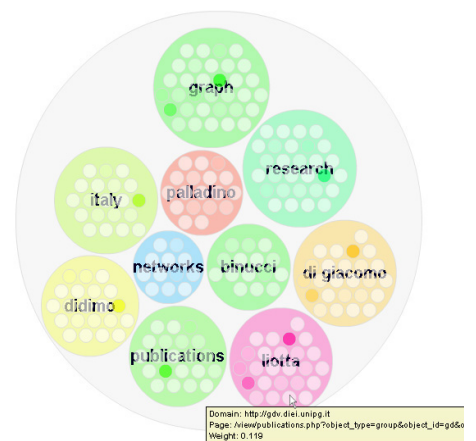 graph
research
italy
palladino
networks
binucci
di giacomo
didimo
publications
liotta
Domain: http://gdv.diei.unipg.it
Page: /view/publications.php?object_type=group&object_id=gd&o
Weight: 0.119